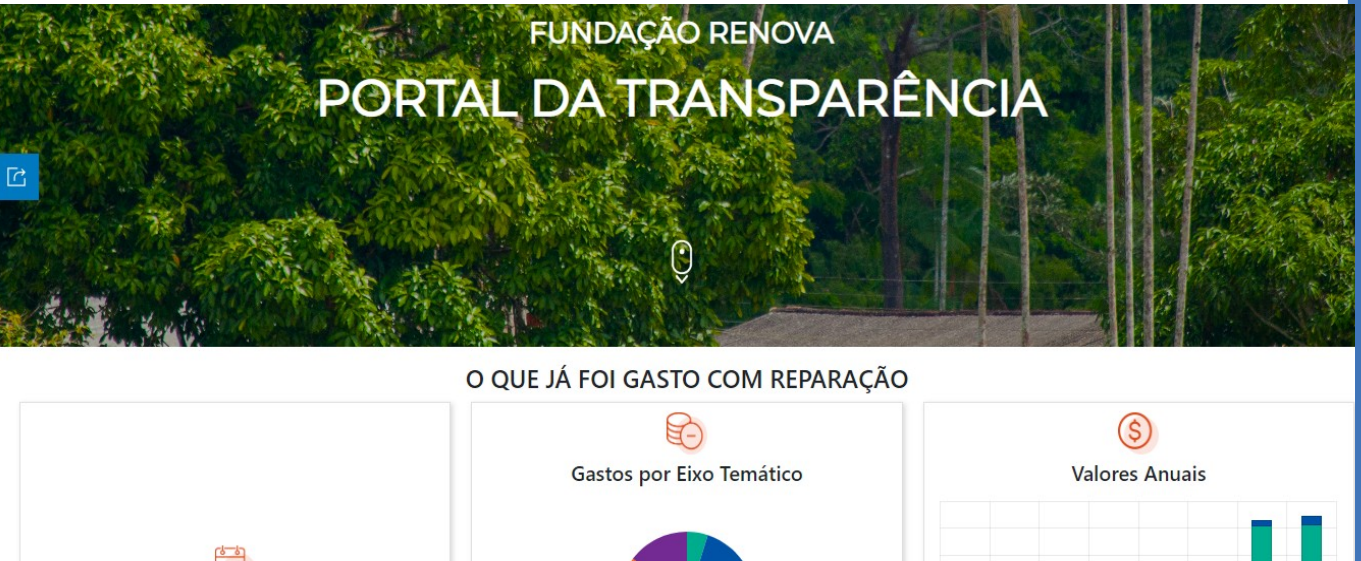 FUNDAÇÃO RENOVA
PORTAL DA TRANSPARÊNCIA
O QUE JÁ FOI GASTO COM REPARAÇÃO
Gastos por Eixo Temático
Valores Anuais